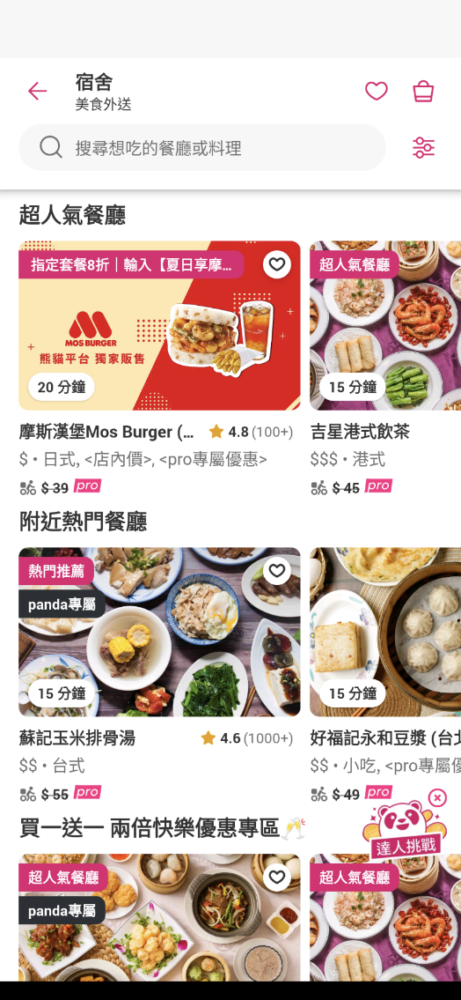 宿舍
美食外送
搜尋想吃的餐廳或料理
超人氣餐廳
指定套餐8折｜輸入【夏日享摩…
超人氣餐廳
MOS BURGER
熊貓平台 獨家販售
20 分鐘
15 分鐘
摩斯漢堡Mos Burger (… 4.8 (100+)
吉星港式飲茶
$ • 日式, <店內價>, <pro專屬優惠>
$$$ • 港式
$ 39 pro
$ 45 pro
附近熱門餐廳
熱門推薦
panda專屬
15 分鐘
15 分鐘
蘇記玉米排骨湯 4.6 (1000+)
好福記永和豆漿 (台北
$$ • 台式
$$ • 小吃, <pro專屬優
$ 55 pro
$ 49 pro
買一送一 兩倍快樂優惠專區🥂
達人挑戰
超人氣餐廳
超人氣餐廳
panda專屬